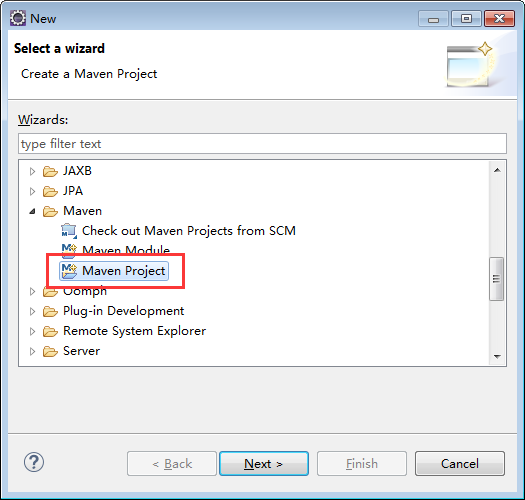 New
Select a wizard
Create a Maven Project
Wizards:
type filter text
JAXB
JPA
Maven
Check out Maven Projects from SCM
Maven Module
Maven Project
Oomph
Plug-in Development
Remote System Explorer
Server
?
< Back
Next >
Finish
Cancel